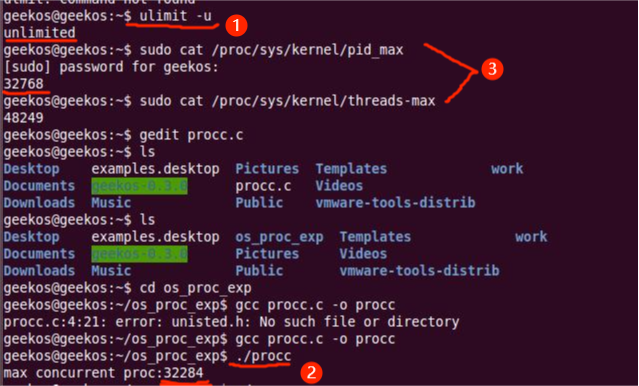 geekos@geekos:~$ ulimit -u
1
unlimited
geekos@geekos:~$ sudo cat /proc/sys/kernel/pid_max
[sudo] password for geekos:
3
32768
geekos@geekos:~$ sudo cat /proc/sys/kernel/threads-max
48249
geekos@geekos:~$ gedit procc.c
geekos@geekos:~$ ls
Desktop examples.desktop Pictures Templates work
Documents geekos-0.3.0 procc.c Videos
Downloads Music Public vmware-tools-distrib
geekos@geekos:~$ ls
Desktop examples.desktop os_proc_exp Templates work
Documents geekos-0.3.0 Pictures Videos
Downloads Music Public vmware-tools-distrib
geekos@geekos:~$ cd os_proc_exp
geekos@geekos:~/os_proc_exp$ gcc procc.c -o procc
procc.c:4:21: error: unisted.h: No such file or directory
geekos@geekos:~/os_proc_exp$ gcc procc.c -o procc
geekos@geekos:~/os_proc_exp$ ./procc
max concurrent proc:32284
2